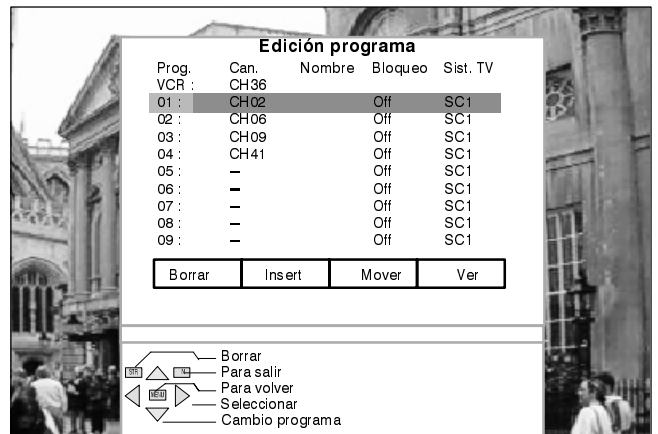 Edición programa
Prog. Can. Nombre Bloqueo Sist. TV
VCR : CH36
01 : CH02 Off SC1
02 : CH06 Off SC1
03 : CH09 Off SC1
04 : CH41 Off SC1
05 : – Off SC1
06 : – Off SC1
07 : – Off SC1
08 : – Off SC1
09 : – Off SC1
Borrar Insert Mover Ver
Borrar
STR N Para salir
Para volver
MENU Seleccionar
Cambio programa